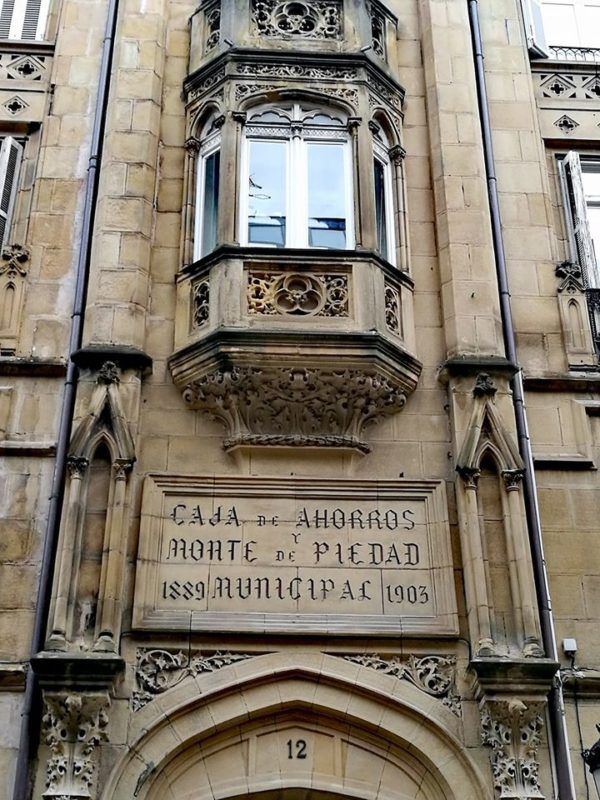 CAJA DE AHORROS
Y
MONTE DE PIEDAD
1889 MUNICIPAL 1903
12